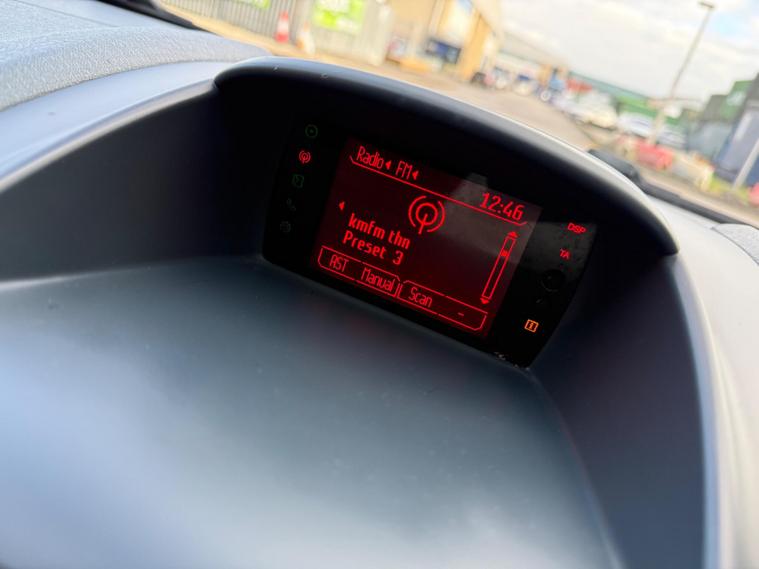 Radio FM
12:46
kmfm thn
Preset 3
AST Manual Scan --
DSP
TA